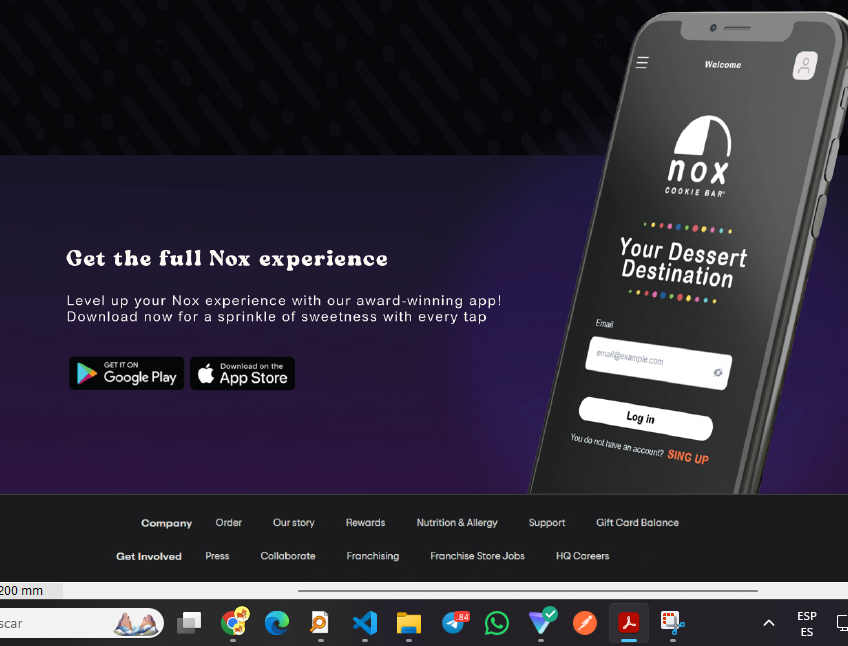 Welcome
nox
COOKIE BAR
Your Dessert
Destination
Email
email@example.com
Log in
You do not have an account? SING UP
Get the full Nox experience
Level up your Nox experience with our award-winning app!
Download now for a sprinkle of sweetness with every tap
GET IT ON
Google Play
Download on the
App Store
Company Order Our story Rewards Nutrition & Allergy Support Gift Card Balance
Get Involved Press Collaborate Franchising Franchise Store Jobs HQ Careers
200 mm
scar
84
ESP
ES